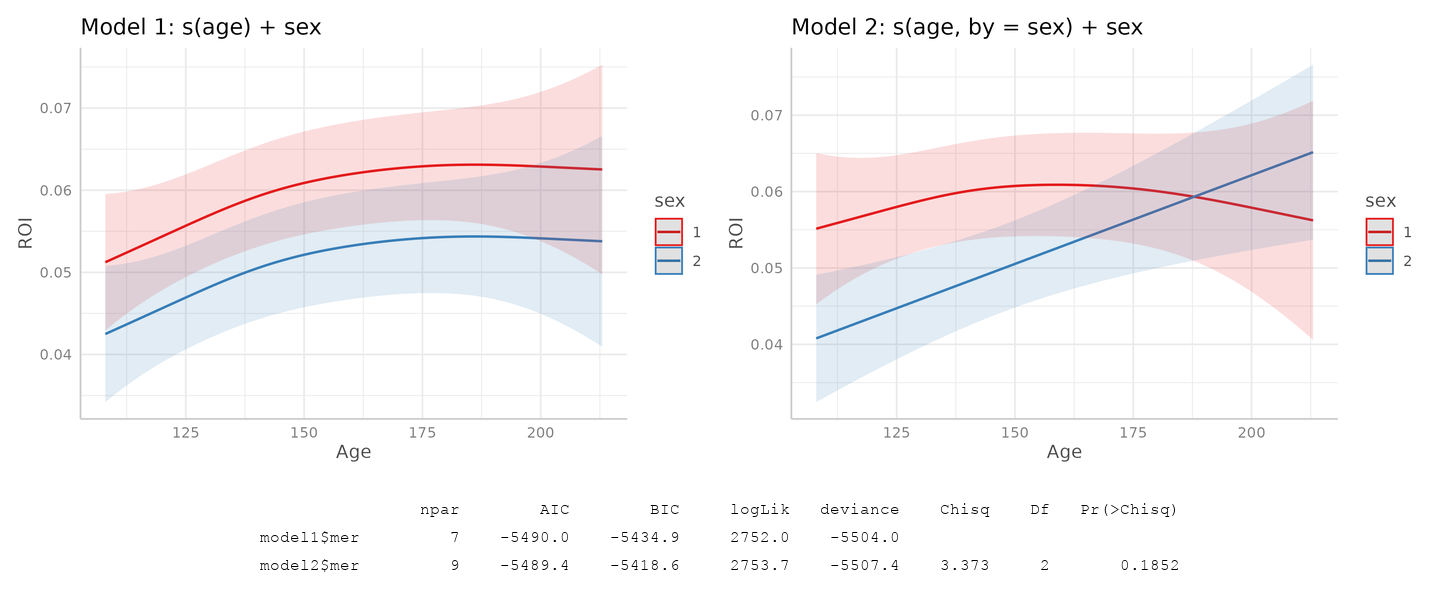 Model 1: s(age) + sex
ROI
0.07
0.06
0.05
0.04
125 150 175 200
Age
sex
1
2
Model 2: s(age, by = sex) + sex
ROI
0.07
0.06
0.05
0.04
125 150 175 200
Age
sex
1
2
npar AIC BIC logLik deviance Chisq Df Pr(>Chisq)
model1$mer 7 -5490.0 -5434.9 2752.0 -5504.0
model2$mer 9 -5489.4 -5418.6 2753.7 -5507.4 3.373 2 0.1852